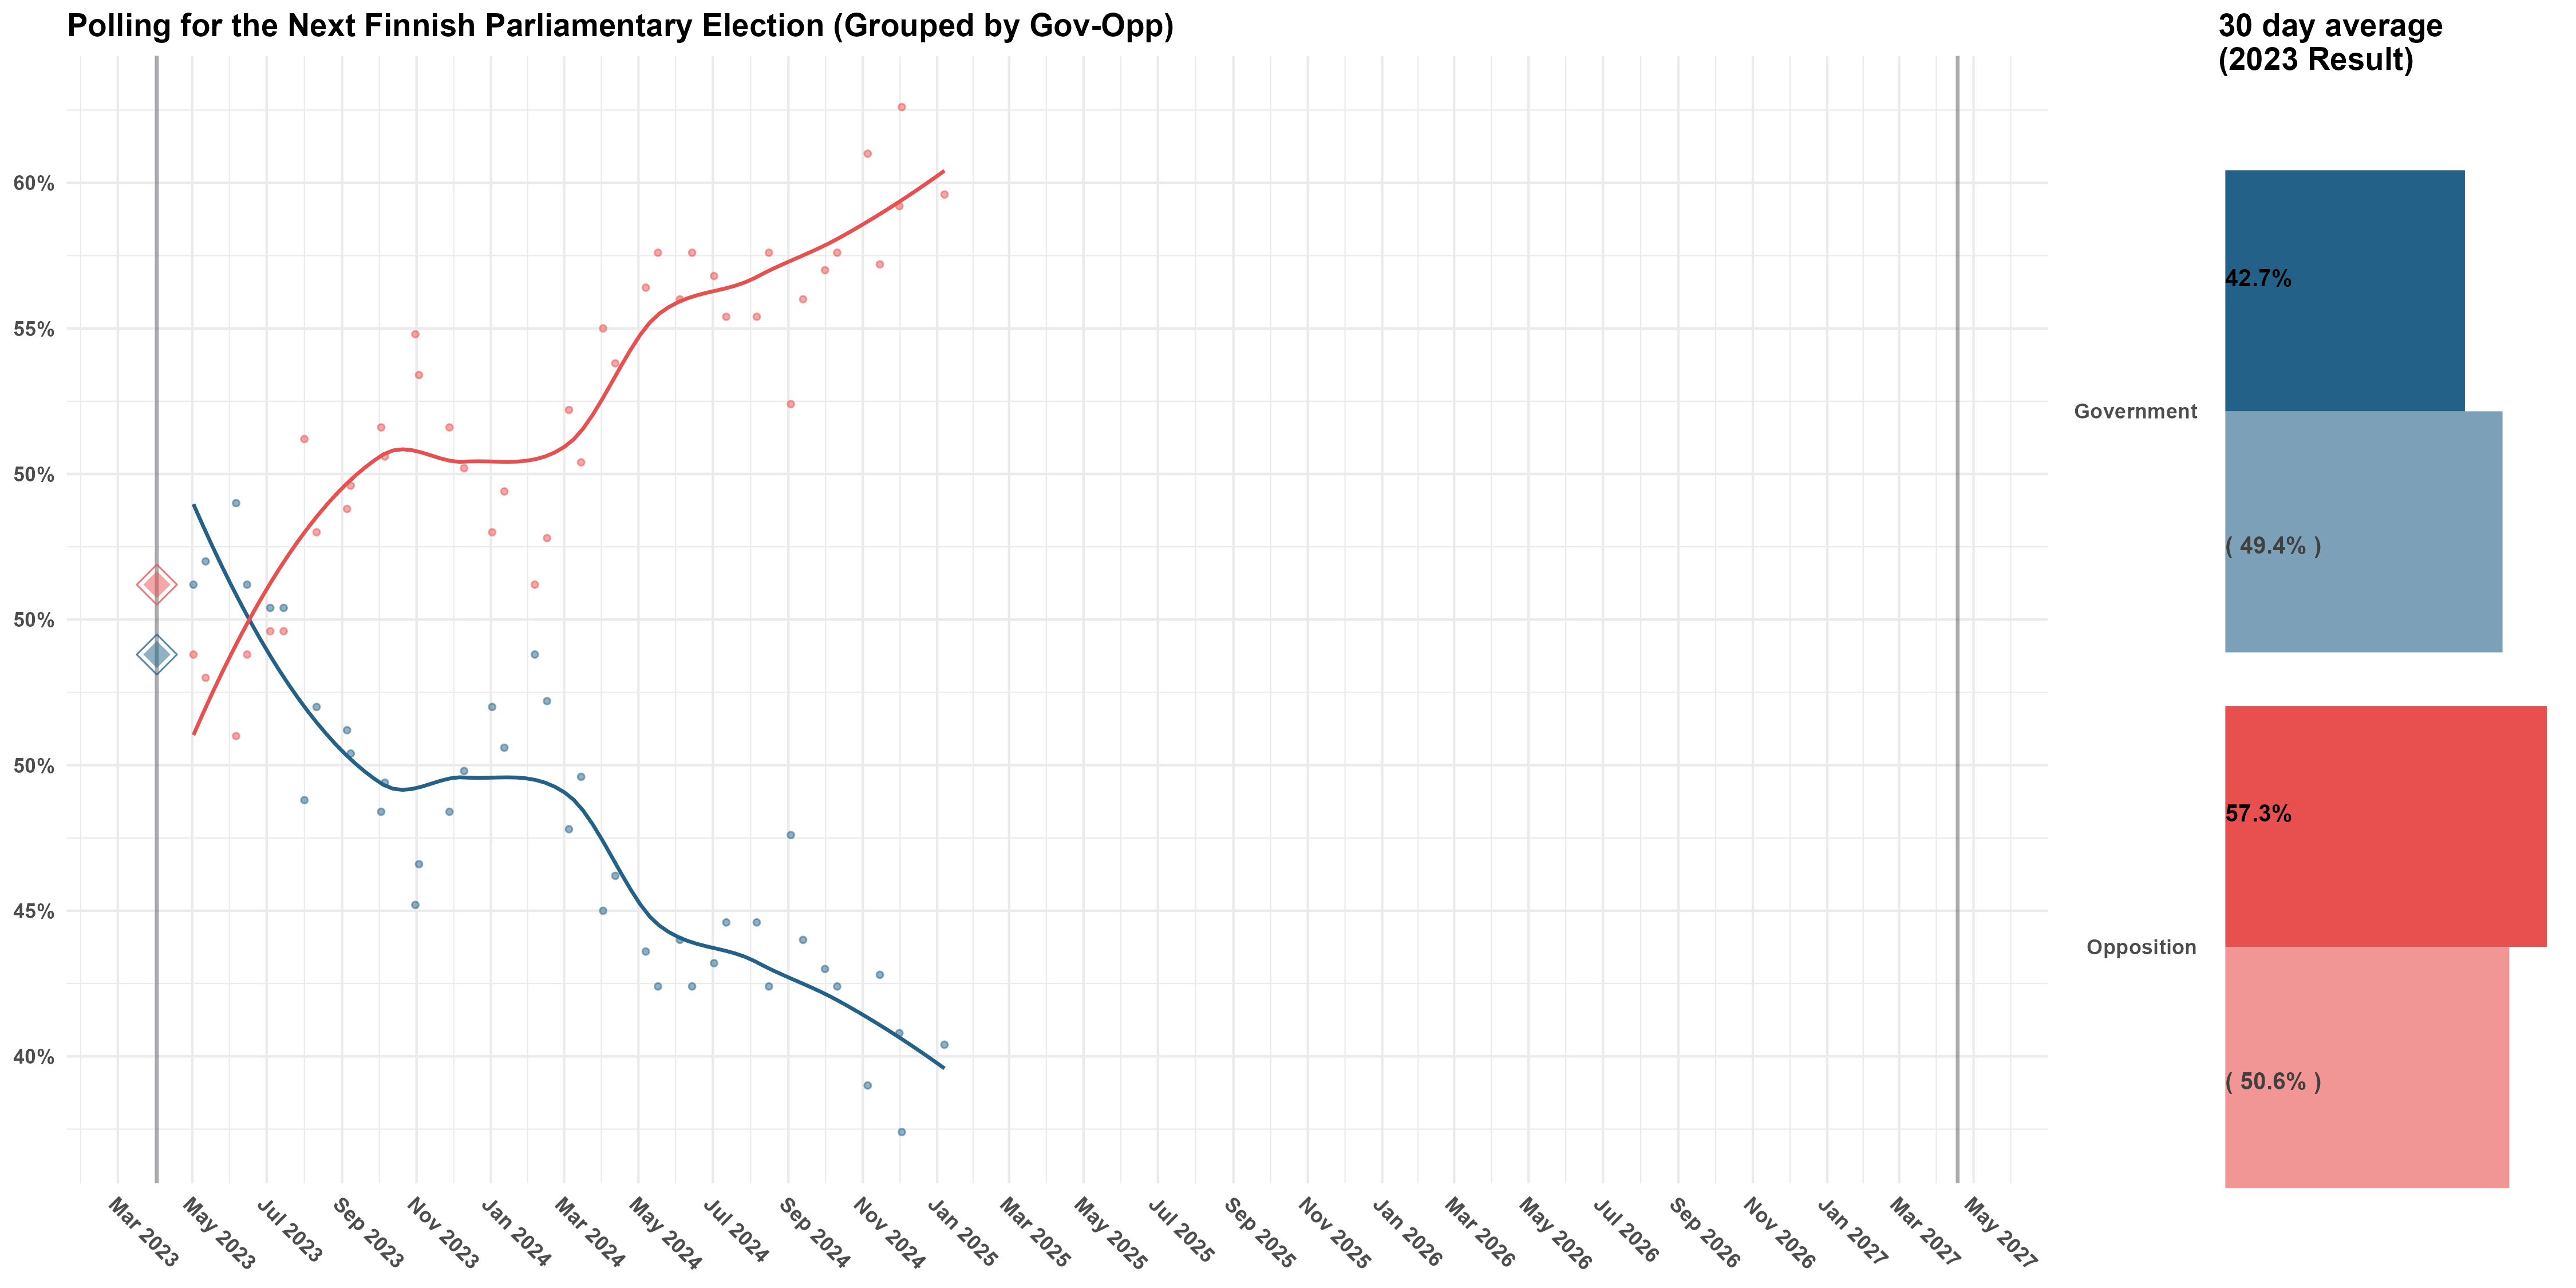 Polling for the Next Finnish Parliamentary Election (Grouped by Gov-Opp)
30 day average
(2023 Result)
60%
55%
50%
50%
50%
45%
40%
Mar 2023
May 2023
Jul 2023
Sep 2023
Nov 2023
Jan 2024
Mar 2024
May 2024
Jul 2024
Sep 2024
Nov 2024
Jan 2025
Mar 2025
May 2025
Jul 2025
Sep 2025
Nov 2025
Jan 2026
Mar 2026
May 2026
Jul 2026
Sep 2026
Nov 2026
Jan 2027
Mar 2027
May 2027
Government
42.7%
( 49.4% )
Opposition
57.3%
( 50.6% )